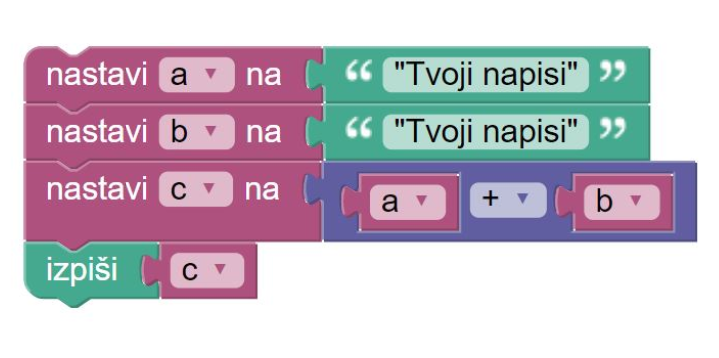 nastavi a na “ "Tvoji napisi" ”
nastavi b na “ "Tvoji napisi" ”
nastavi c na a + b
izpiši c